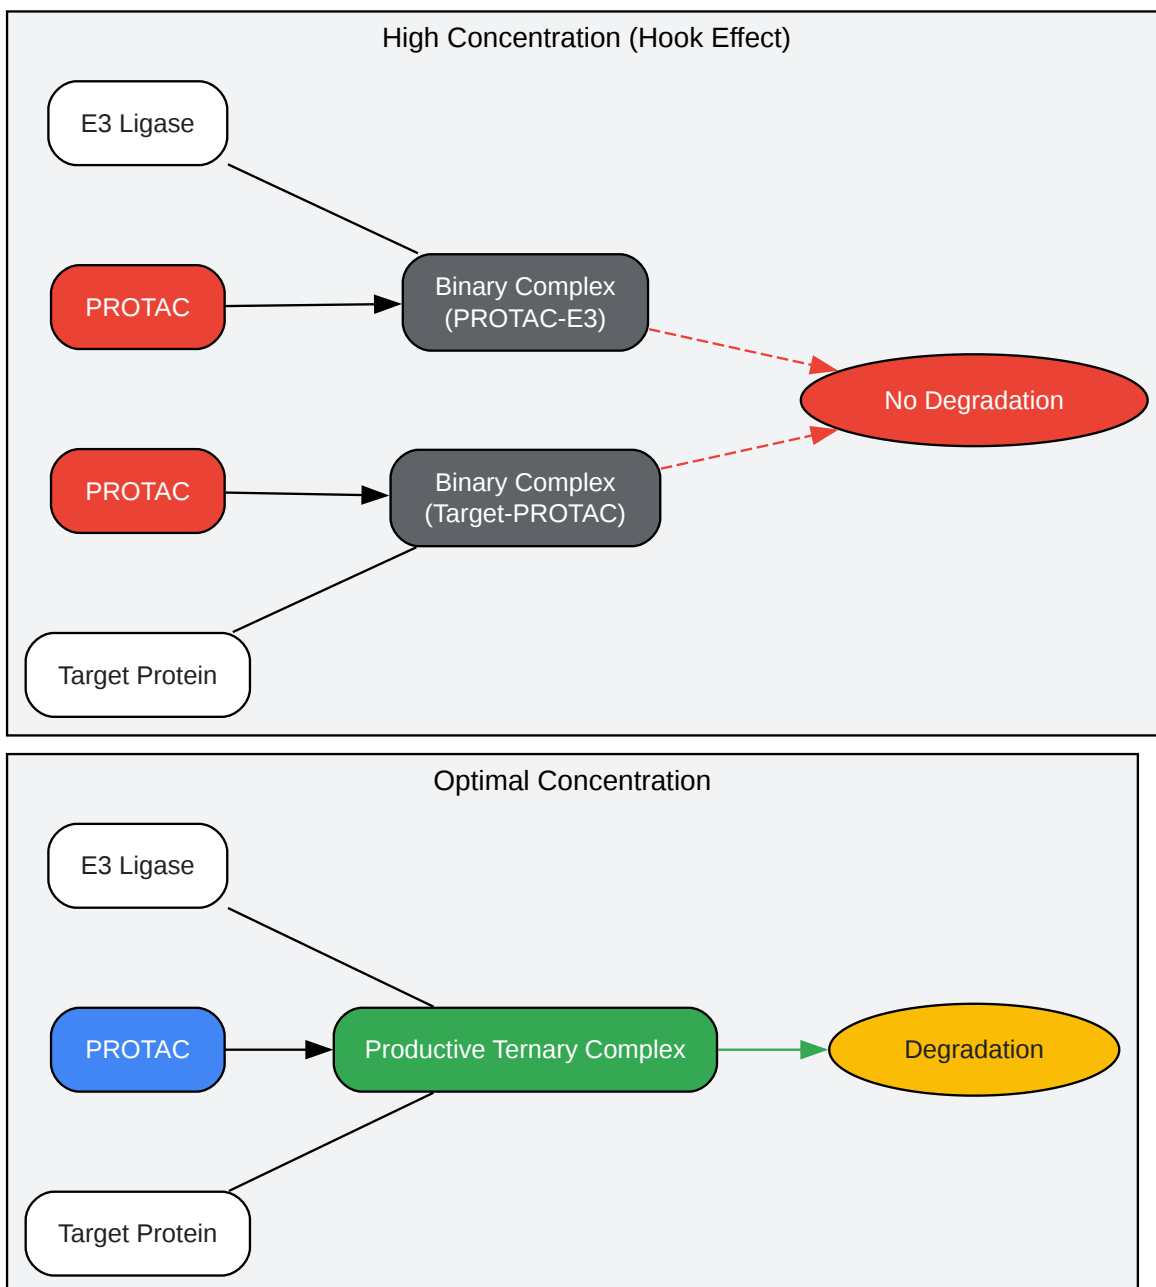 High Concentration (Hook Effect)
E3 Ligase
PROTAC
Binary Complex
(PROTAC-E3)
No Degradation
PROTAC
Binary Complex
(Target-PROTAC)
Target Protein
Optimal Concentration
E3 Ligase
PROTAC
Productive Ternary Complex
Degradation
Target Protein